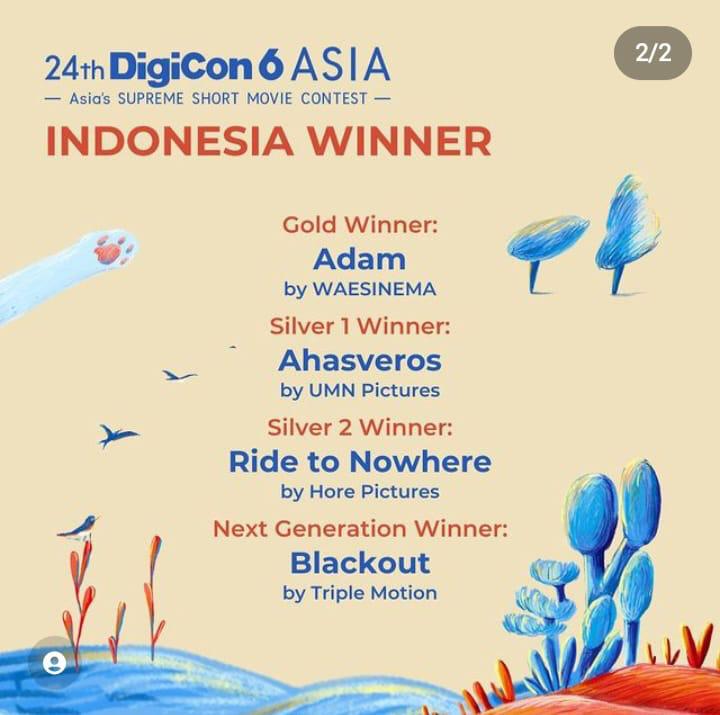 24th DigiCon 6 ASIA
2/2
— Asia's SUPREME SHORT MOVIE CONTEST —
INDONESIA WINNER
Gold Winner:
Adam
by WAESINEMA
Silver 1 Winner:
Ahasveros
by UMN Pictures
Silver 2 Winner:
Ride to Nowhere
by Hore Pictures
Next Generation Winner:
Blackout
by Triple Motion